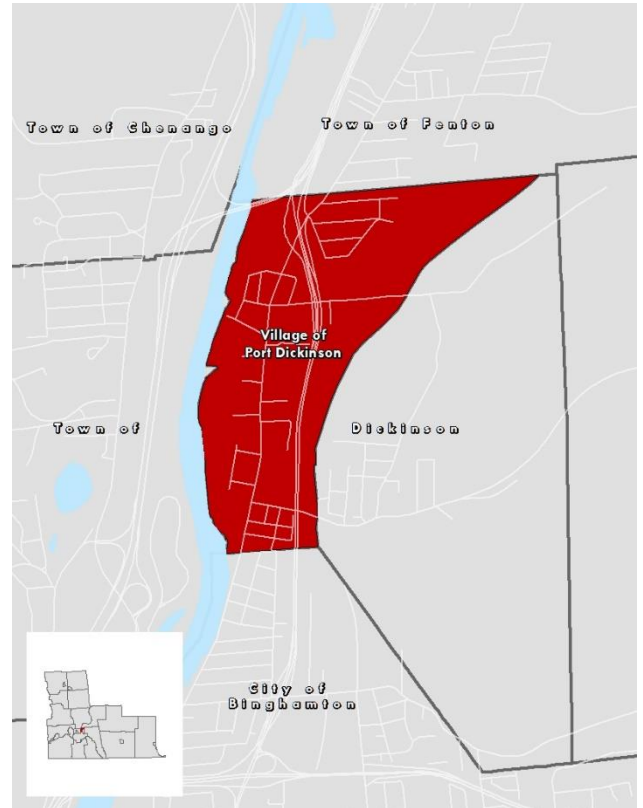 Town of Chenango
Town of Fenton
Village of
Port Dickinson
Town of
Dickinson
City of
Binghamton